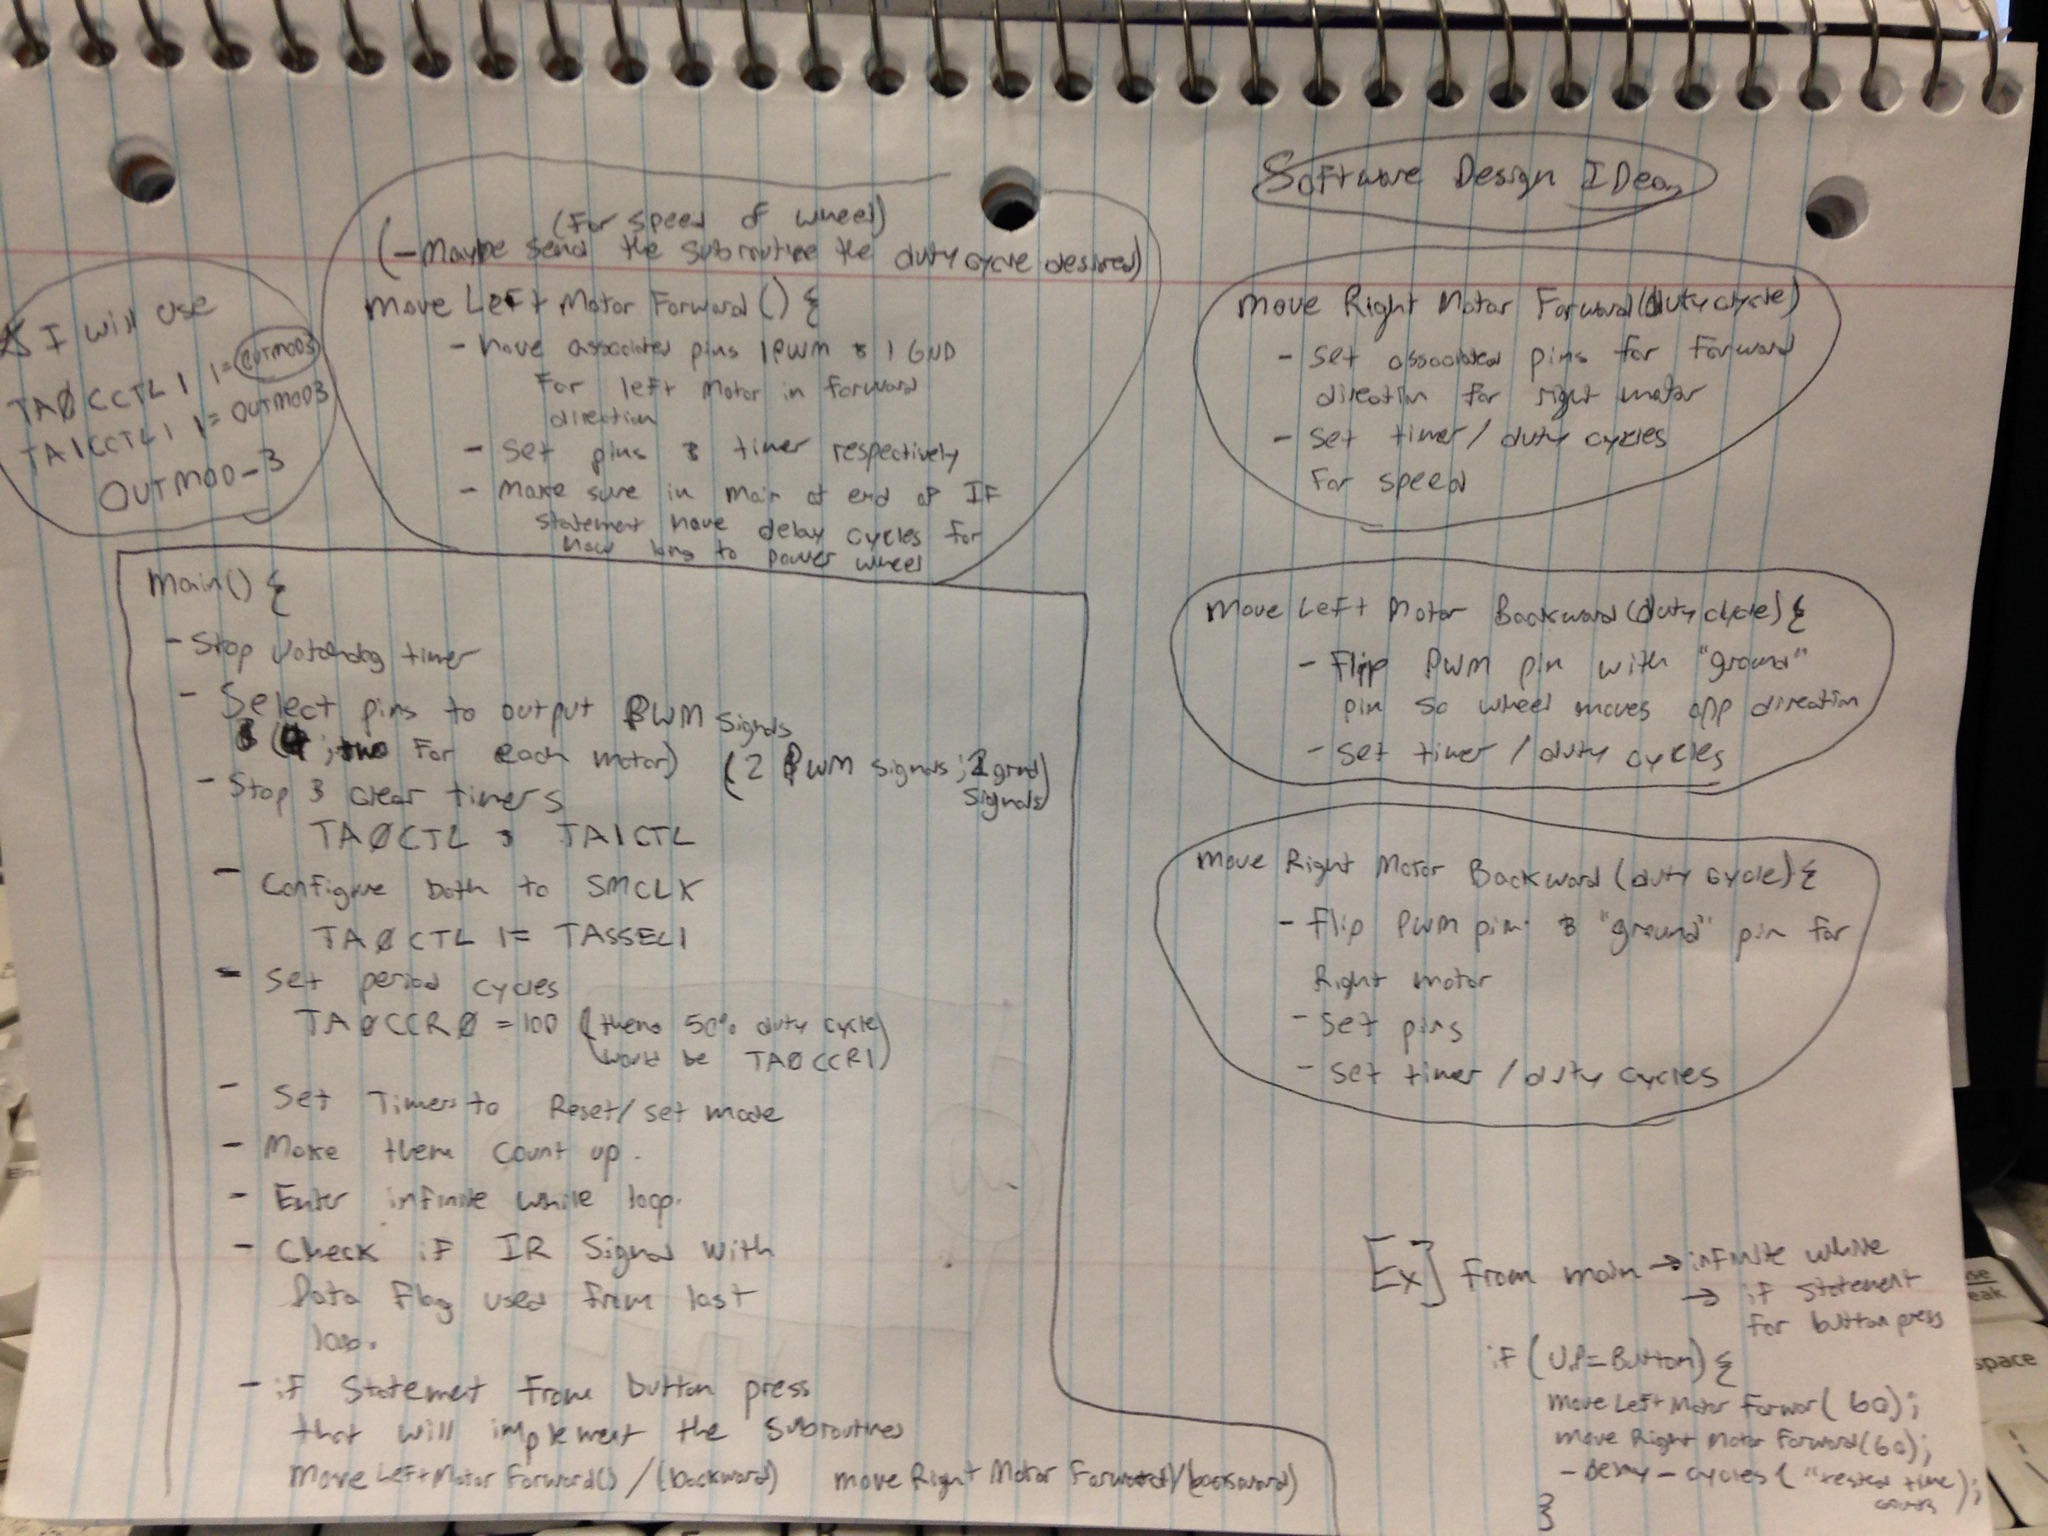 Software Design IDeas
(For speed of wheel)
(-Maybe send the subroutine the duty cycle desired)
move Left Motor Forward () {
- have associated pins 1PWM & 1 GND
For left motor in forward
direction
- set pins & timer respectively
- make sure in main at end of IF
statement have delay cycles for
how long to power wheel
* I will use
TA0CCTL1 |= OUTMOD3
TA1CCTL1 |= OUTMOD3
OUTMOD-3
main() {
- Stop watchdog timer
- Select pins to output PWM signals
& (4; two for each motor) (2 PWM signals; 2 grnd
signals)
- Stop & clear timers
TA0CTL & TA1CTL
- Configure both to SMCLK
TA0CTL |= TASSEL1
- Set period cycles
TA0CCR0 = 100 (then 50% duty cycle
would be TA0CCR1)
- Set Timers to Reset/set mode
- Make them count up.
- Enter infinite while loop.
- Check if IR Signal with
Data Flag used from last
lab.
- if statement from button press
that will implement the subroutines
move Left Motor Forward() / (backward) move Right Motor Forward / (backward)
move Right Motor Forward(duty cycle)
- set associated pins for forward
direction for right motor
- set timer / duty cycles
for speed
move Left Motor Backward (duty cycle) {
- Flip PWM pin with "ground"
pin so wheel moves opp direction
- set timer / duty cycles
move Right Motor Backward (duty cycle) {
- Flip PWM pin & "ground" pin for
Right motor
- set pins
- set timer / duty cycles
[Ex] from main → infinite while
→ if statement
for button press
if (UP = Button) {
move Left Motor Forwar( 60);
move Right Motor Forward(60);
- delay - cycles ( "tested time
);
}